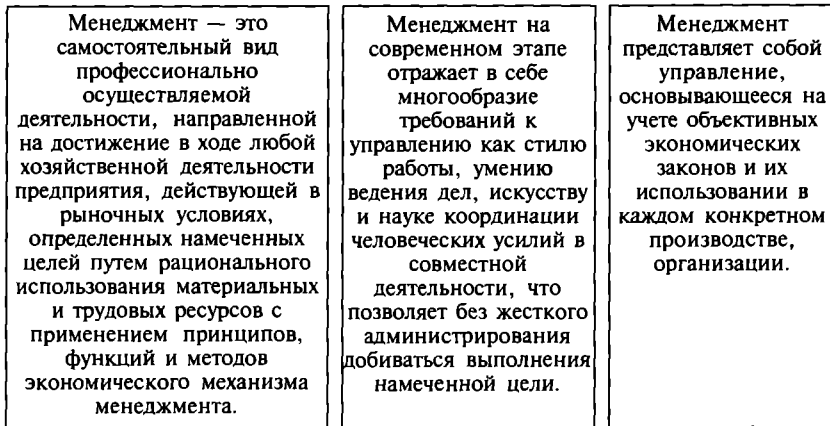 Менеджмент — это
самостоятельный вид
профессионально
осуществляемой
деятельности, направленной
на достижение в ходе любой
хозяйственной деятельности
предприятия, действующей в
рыночных условиях,
определенных намеченных
целей путем рационального
использования материальных
и трудовых ресурсов с
применением принципов,
функций и методов
экономического механизма
менеджмента.
Менеджмент на
современном этапе
отражает в себе
многообразие
требований к
управлению как стилю
работы, умению
ведения дел, искусству
и науке координации
человеческих усилий в
совместной
деятельности, что
позволяет без жесткого
администрирования
добиваться выполнения
намеченной цели.
Менеджмент
представляет собой
управление,
основывающееся на
учете объективных
экономических
законов и их
использовании в
каждом конкретном
производстве,
организации.